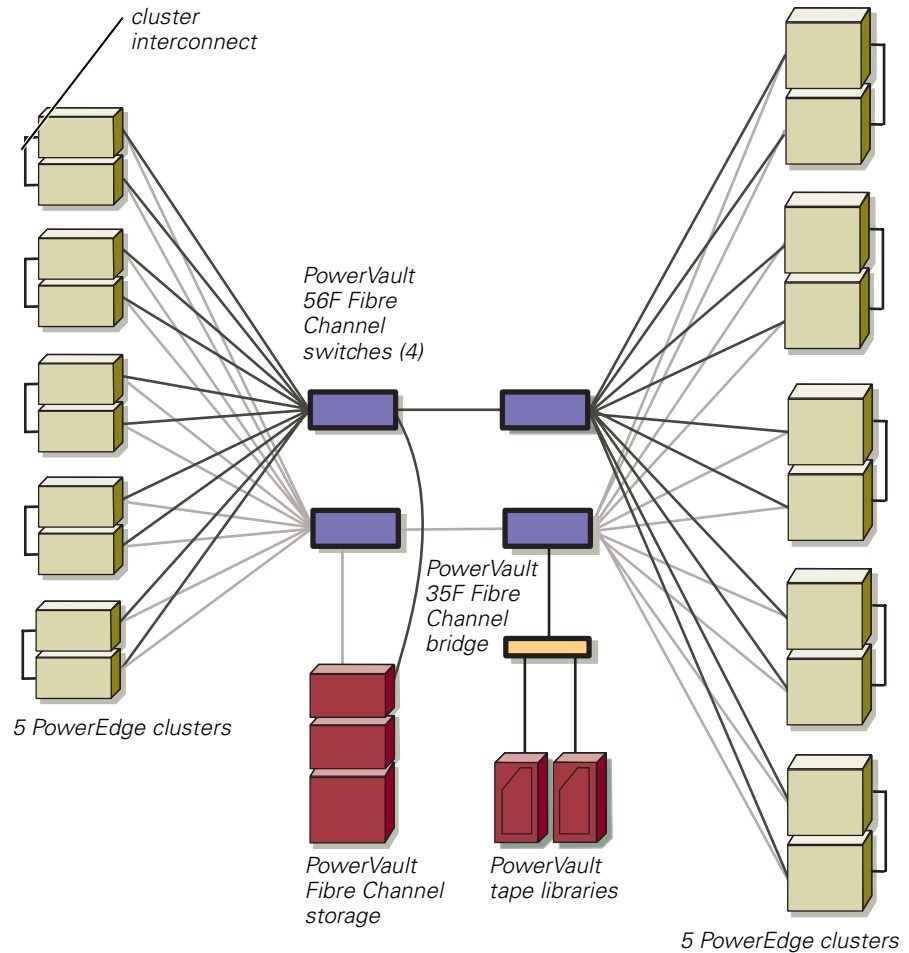 cluster
interconnect
PowerVault
56F Fibre
Channel
switches (4)
PowerVault
35F Fibre
Channel
bridge
5 PowerEdge clusters
PowerVault
Fibre Channel
storage
PowerVault
tape libraries
5 PowerEdge clusters